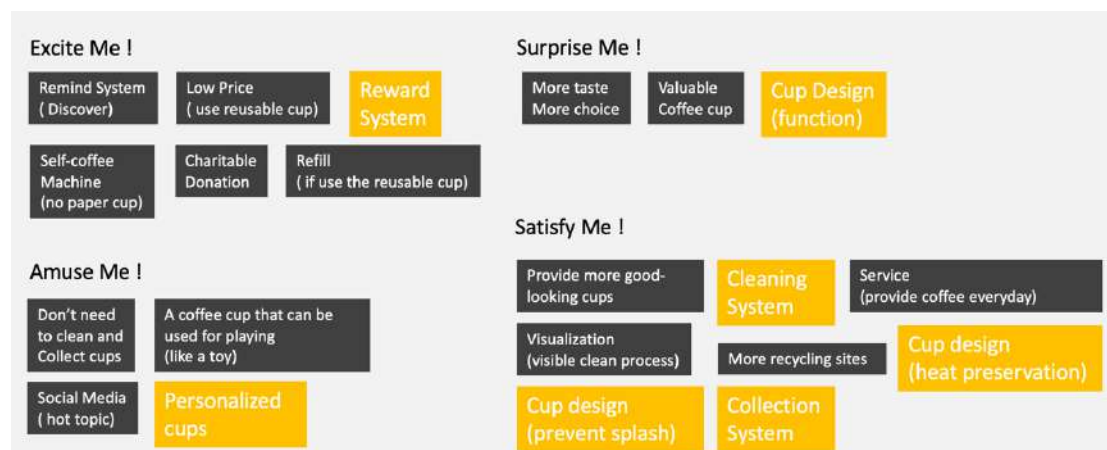 Excite Me !
Remind System
( Discover)
Low Price
( use reusable cup)
Reward
System
Self-coffee
Machine
(no paper cup)
Charitable
Donation
Refill
( if use the reusable cup)
Surprise Me !
More taste
More choice
Valuable
Coffee cup
Cup Design
(function)
Amuse Me !
Don't need
to clean and
Collect cups
A coffee cup that can be
used for playing
(like a toy)
Social Media
( hot topic)
Personalized
cups
Satisfy Me !
Provide more good-
looking cups
Cleaning
System
Service
(provide coffee everyday)
Visualization
(visible clean process)
More recycling sites
Cup design
(heat preservation)
Cup design
(prevent splash)
Collection
System